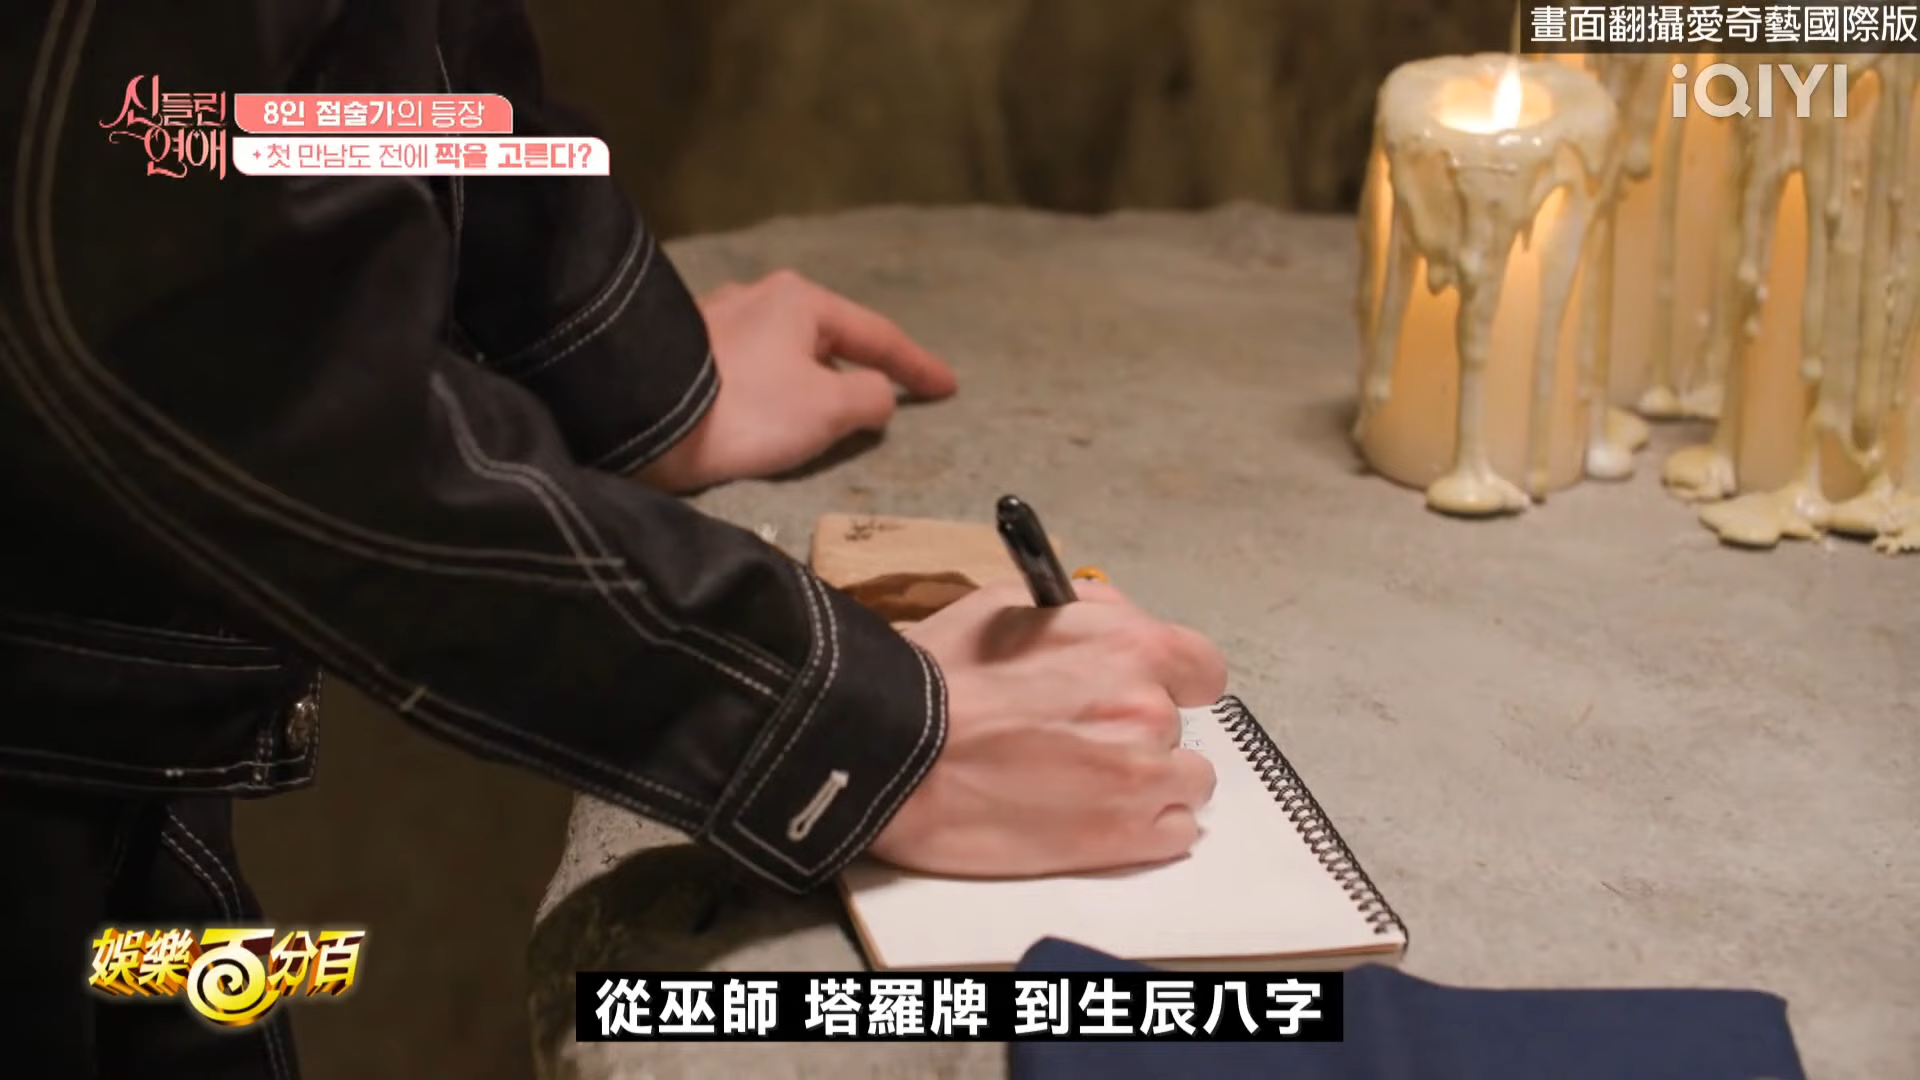 畫面翻攝愛奇藝國際版
iQIYI
신들린
연애
8인 점술가의 등장
첫 만남도 전에 짝을 고른다?
娛樂百分百
從巫師 塔羅牌 到生辰八字